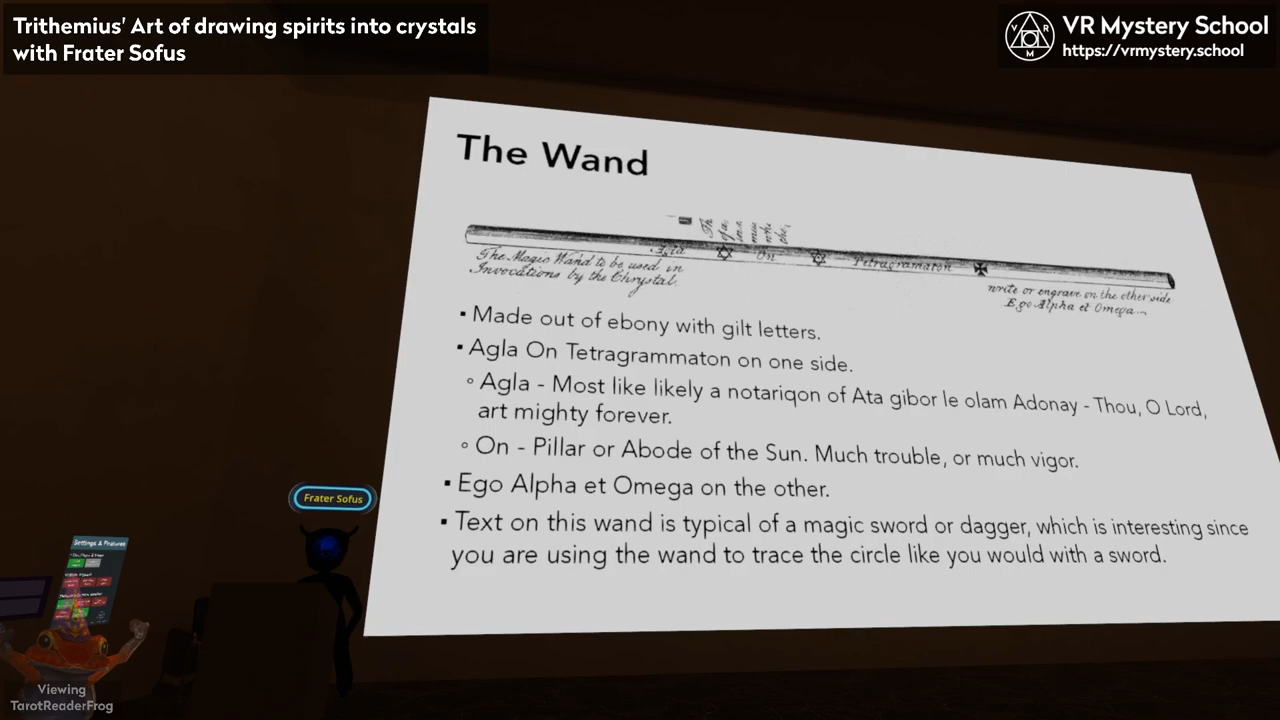 Trithemius' Art of drawing spirits into crystals
with Frater Sofus
VR Mystery School
https://vrmystery.school
V R
M
The Wand
Agla On Tetragramaton
The Magic Wand to be used in
Invocations by the Chrystal.
write or engrave on the other side
Ego Alpha et Omega
▪ Made out of ebony with gilt letters.
▪ Agla On Tetragrammaton on one side.
∘ Agla - Most like likely a notariqon of Ata gibor le olam Adonay - Thou, O Lord,
art mighty forever.
∘ On - Pillar or Abode of the Sun. Much trouble, or much vigor.
▪ Ego Alpha et Omega on the other.
▪ Text on this wand is typical of a magic sword or dagger, which is interesting since
you are using the wand to trace the circle like you would with a sword.
Frater Sofus
Settings & Features
Viewing
TarotReaderFrog